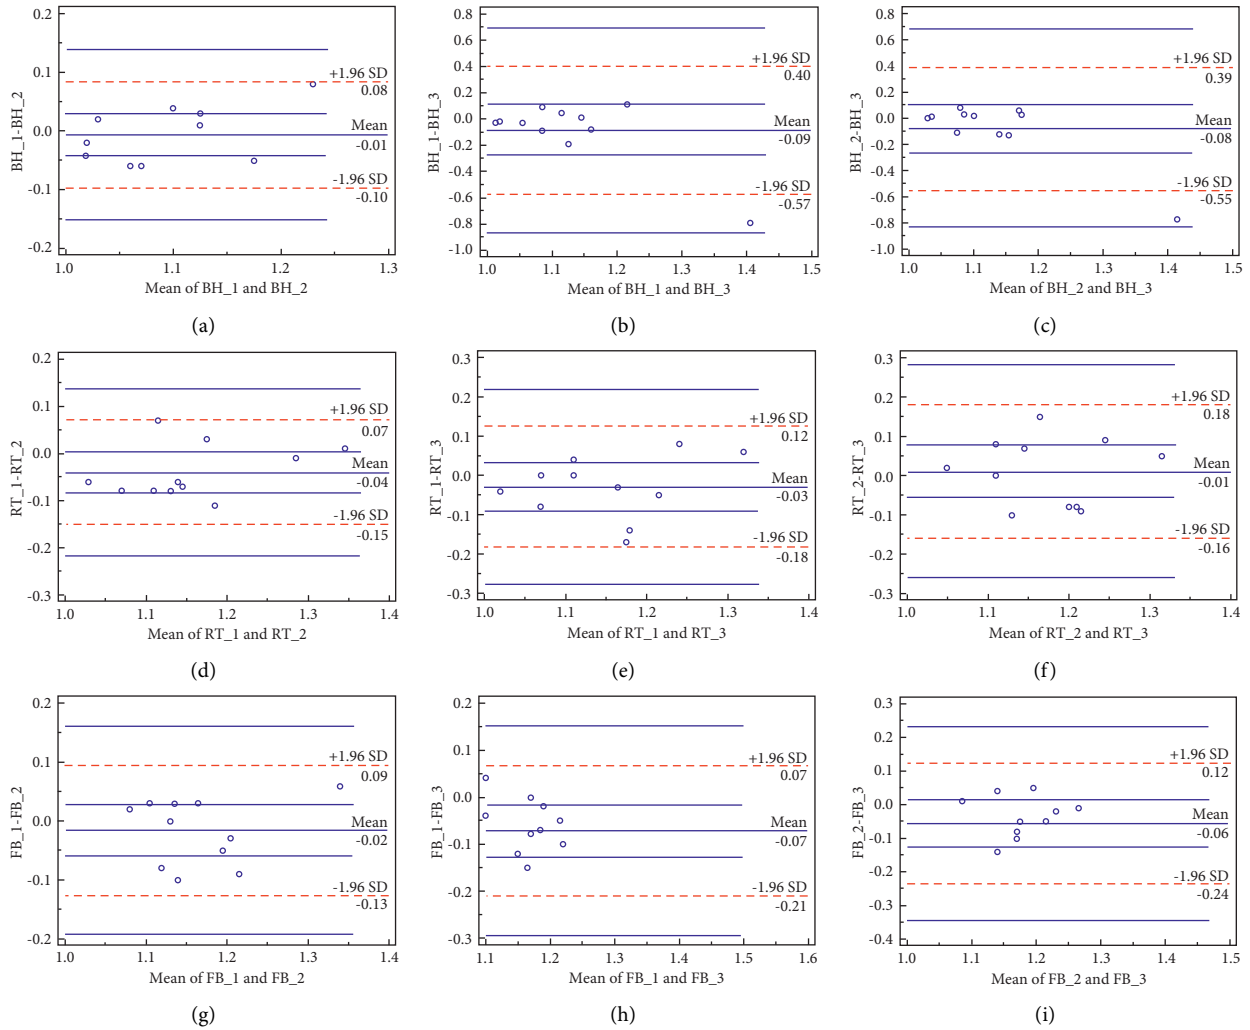 0.2
0.1
0.0
-0.1
-0.2
BH_1-BH_2
+1.96 SD
0.08
Mean
-0.01
-1.96 SD
-0.10
1.0 1.1 1.2 1.3
Mean of BH_1 and BH_2
(a)
0.8
0.6
0.4
0.2
0.0
-0.2
-0.4
-0.6
-0.8
-1.0
BH_1-BH_3
+1.96 SD
0.40
Mean
-0.09
-1.96 SD
-0.57
1.0 1.1 1.2 1.3 1.4 1.5
Mean of BH_1 and BH_3
(b)
0.8
0.6
0.4
0.2
0.0
-0.2
-0.4
-0.6
-0.8
-1.0
BH_2-BH_3
+1.96 SD
0.39
Mean
-0.08
-1.96 SD
-0.55
1.0 1.1 1.2 1.3 1.4 1.5
Mean of BH_2 and BH_3
(c)
0.2
0.1
0.0
-0.1
-0.2
-0.3
RT_1-RT_2
+1.96 SD
0.07
Mean
-0.04
-1.96 SD
-0.15
1.0 1.1 1.2 1.3 1.4
Mean of RT_1 and RT_2
(d)
0.3
0.2
0.1
0.0
-0.1
-0.2
-0.3
RT_1-RT_3
+1.96 SD
0.12
Mean
-0.03
-1.96 SD
-0.18
1.0 1.1 1.2 1.3 1.4
Mean of RT_1 and RT_3
(e)
0.3
0.2
0.1
0.0
-0.1
-0.2
-0.3
RT_2-RT_3
+1.96 SD
0.18
Mean
-0.01
-1.96 SD
-0.16
1.0 1.1 1.2 1.3 1.4
Mean of RT_2 and RT_3
(f)
0.2
0.1
0.0
-0.1
-0.2
FB_1-FB_2
+1.96 SD
0.09
Mean
-0.02
-1.96 SD
-0.13
1.0 1.1 1.2 1.3 1.4
Mean of FB_1 and FB_2
(g)
0.2
0.1
0.0
-0.1
-0.2
-0.3
FB_1-FB_3
+1.96 SD
0.07
Mean
-0.07
-1.96 SD
-0.21
1.1 1.2 1.3 1.4 1.5 1.6
Mean of FB_1 and FB_3
(h)
0.3
0.2
0.1
0.0
-0.1
-0.2
-0.3
0.4
FB_2-FB_3
+1.96 SD
0.12
Mean
-0.06
-1.96 SD
-0.24
1.0 1.1 1.2 1.3 1.4 1.5
Mean of FB_2 and FB_3
(i)